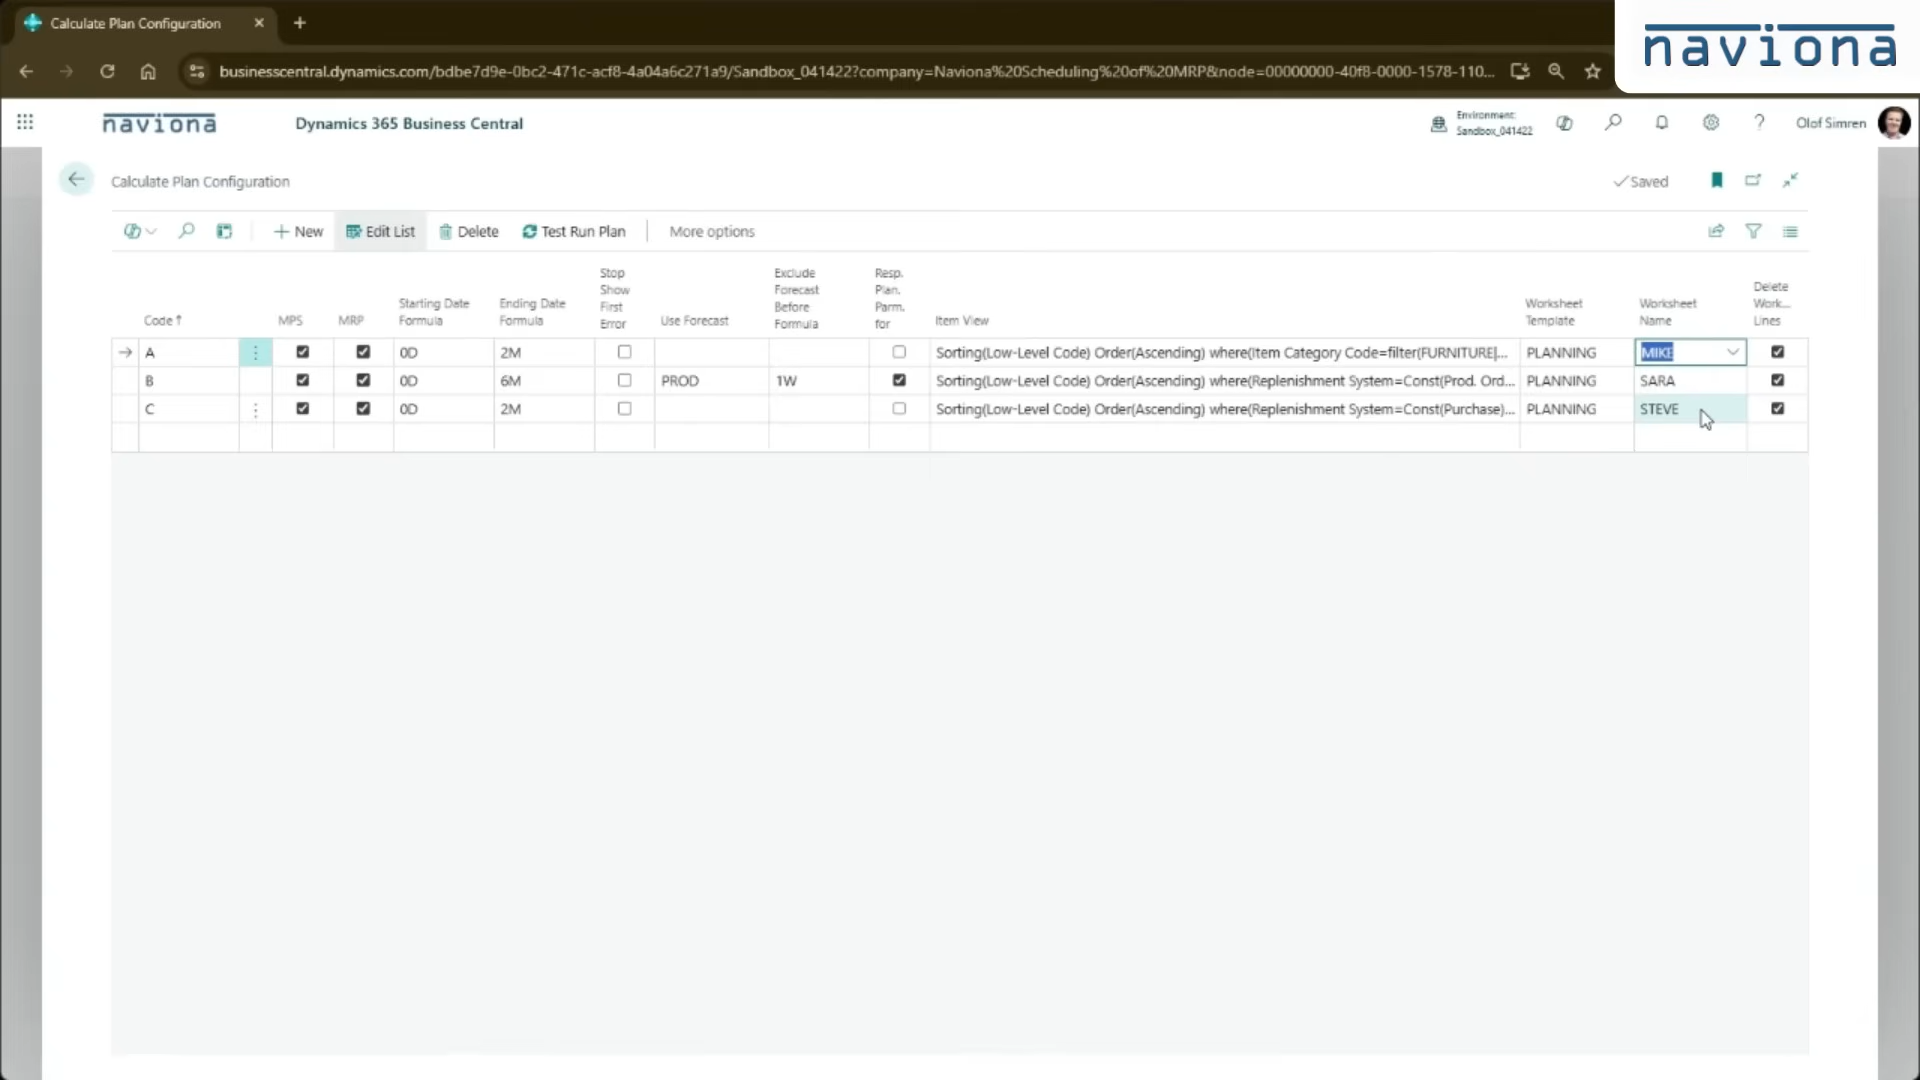 Calculate Plan Configuration
naviona
businesscentral.dynamics.com/bdbe7d9e-0bc2-471c-acf8-4a04a6c271a9/Sandbox_041422?company=Naviona%20Scheduling%20of%20MRP&node=00000000-40f8-0000-1578-110...
naviona Dynamics 365 Business Central Environment: Sandbox_041422 Olof Simren
Calculate Plan Configuration Saved
New Edit List Delete Test Run Plan More options
Code ↑ MPS MRP Starting Date Formula Ending Date Formula Stop Show First Error Use Forecast Exclude Forecast Before Formula Resp. Plan. Parm. for Item View Worksheet Template Worksheet Name Delete Work... Lines
A 0D 2M Sorting(Low-Level Code) Order(Ascending) where(Item Category Code=filter(FURNITURE|... PLANNING MIKE
B 0D 6M PROD 1W Sorting(Low-Level Code) Order(Ascending) where(Replenishment System=Const(Prod. Ord... PLANNING SARA
C 0D 2M Sorting(Low-Level Code) Order(Ascending) where(Replenishment System=Const(Purchase)... PLANNING STEVE